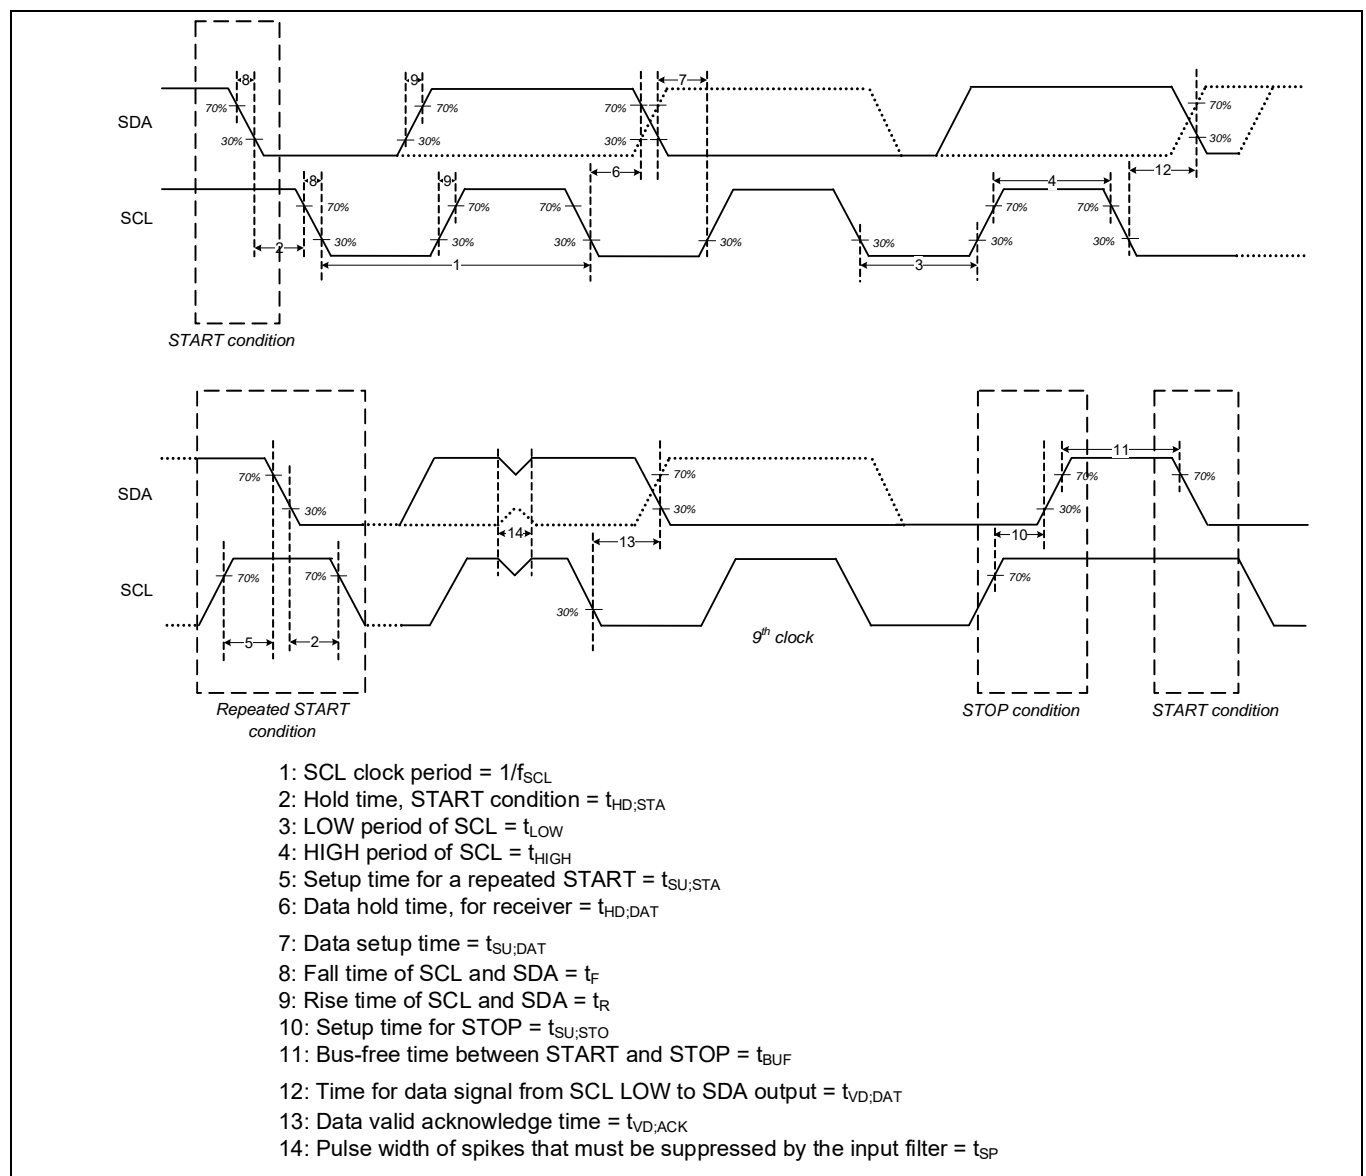 8
9
7
70%
70%
70%
70%
SDA
30%
30%
30%
30%
6
12
8
9
4
70%
70%
70%
70%
70%
SCL
30%
30%
30%
30%
30%
30%
2
1
3
START condition
11
70%
70%
70%
70%
SDA
30%
30%
30%
14
13
10
70%
70%
70%
SCL
30%
5
2
9th clock
Repeated START
condition
STOP condition
START condition
1: SCL clock period = 1/fSCL
2: Hold time, START condition = tHD;STA
3: LOW period of SCL = tLOW
4: HIGH period of SCL = tHIGH
5: Setup time for a repeated START = tSU;STA
6: Data hold time, for receiver = tHD;DAT
7: Data setup time = tSU;DAT
8: Fall time of SCL and SDA = tF
9: Rise time of SCL and SDA = tR
10: Setup time for STOP = tSU;STO
11: Bus-free time between START and STOP = tBUF
12: Time for data signal from SCL LOW to SDA output = tVD;DAT
13: Data valid acknowledge time = tVD;ACK
14: Pulse width of spikes that must be suppressed by the input filter = tSP